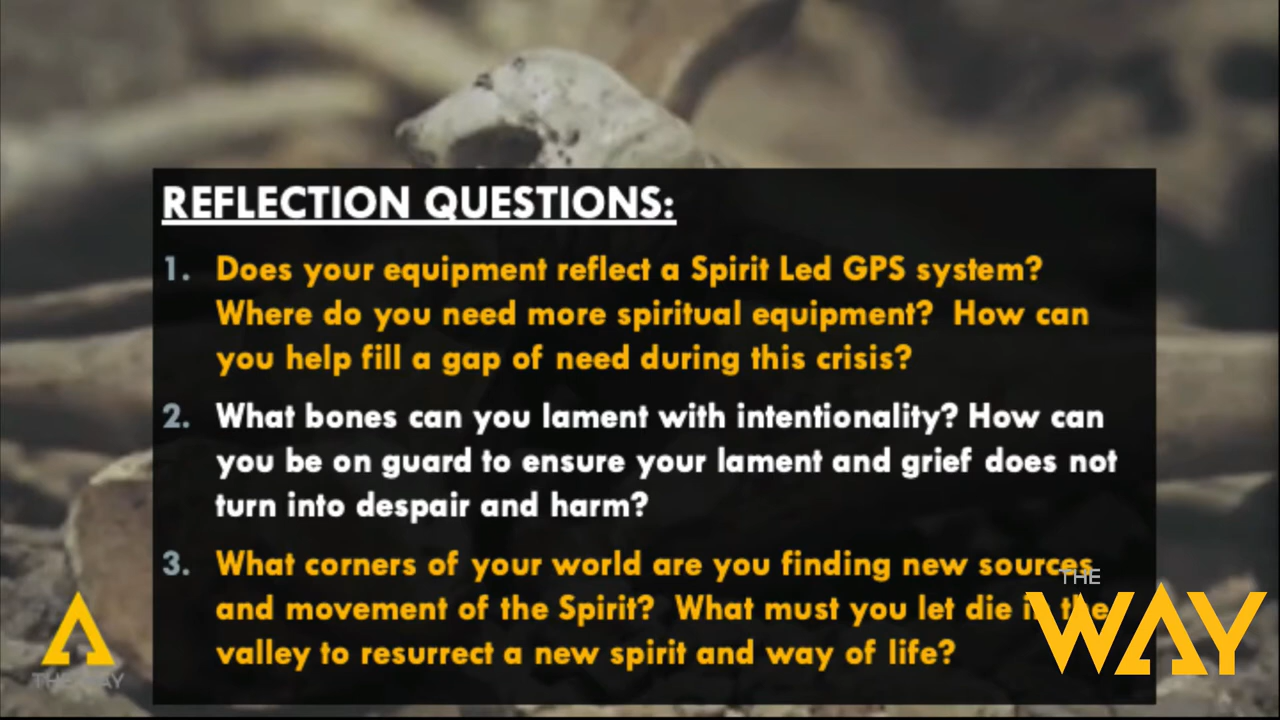 REFLECTION QUESTIONS:
1. Does your equipment reflect a Spirit Led GPS system?
Where do you need more spiritual equipment? How can
you help fill a gap of need during this crisis?
2. What bones can you lament with intentionality? How can
you be on guard to ensure your lament and grief does not
turn into despair and harm?
3. What corners of your world are you finding new sources
and movement of the Spirit? What must you let die in the
valley to resurrect a new spirit and way of life?
THE WAY
THE
WAY